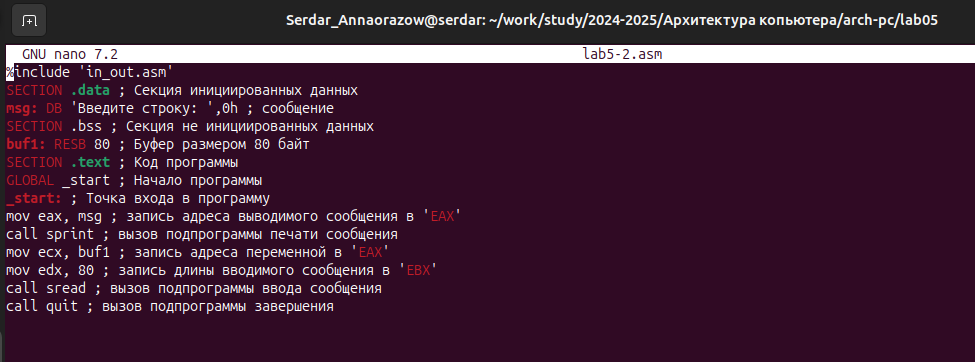 Serdar_Annaorazow@serdar: ~/work/study/2024-2025/Архитектура копьютера/arch-pc/lab05
GNU nano 7.2 lab5-2.asm
%include 'in_out.asm'
SECTION .data ; Секция инициированных данных
msg: DB 'Введите строку: ',0h ; сообщение
SECTION .bss ; Секция не инициированных данных
buf1: RESB 80 ; Буфер размером 80 байт
SECTION .text ; Код программы
GLOBAL _start ; Начало программы
_start: ; Точка входа в программу
mov eax, msg ; запись адреса выводимого сообщения в 'EAX'
call sprint ; вызов подпрограммы печати сообщения
mov ecx, buf1 ; запись адреса переменной в 'EAX'
mov edx, 80 ; запись длины вводимого сообщения в 'EBX'
call sread ; вызов подпрограммы ввода сообщения
call quit ; вызов подпрограммы завершения